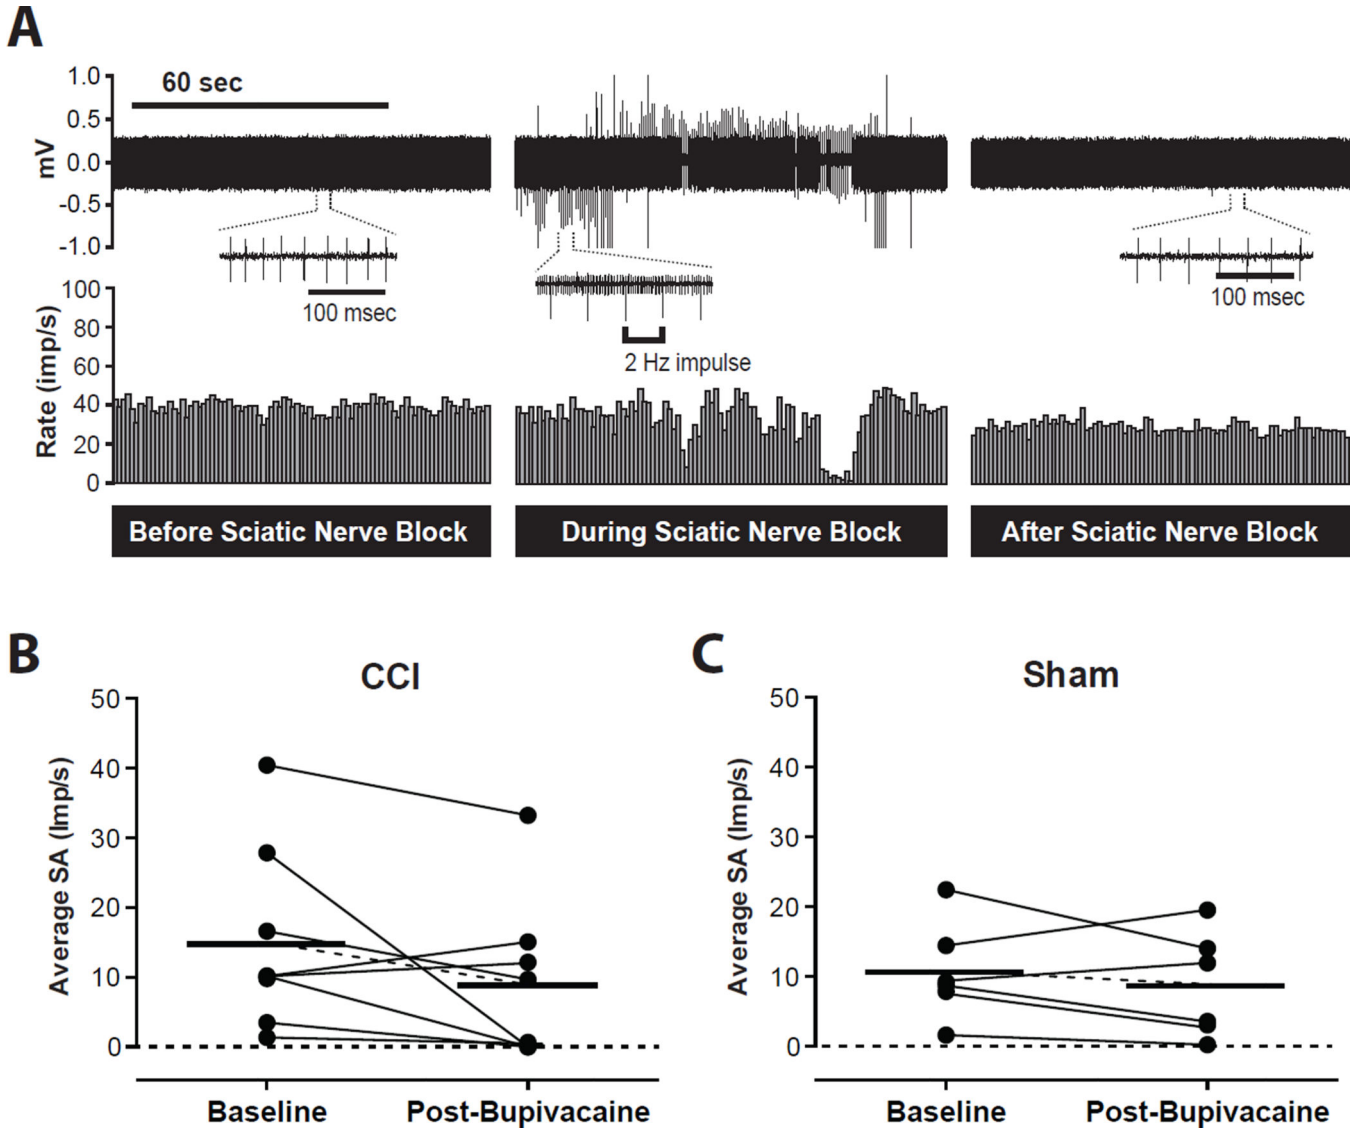 A
60 sec
1.0
0.5
0.0
-0.5
-1.0
mV
100 msec
100 msec
2 Hz impulse
100
80
60
40
20
0
Rate (imp/s)
Before Sciatic Nerve Block
During Sciatic Nerve Block
After Sciatic Nerve Block
B
CCI
50
40
30
20
10
0
Average SA (Imp/s)
Baseline
Post-Bupivacaine
C
Sham
50
40
30
20
10
0
Average SA (Imp/s)
Baseline
Post-Bupivacaine